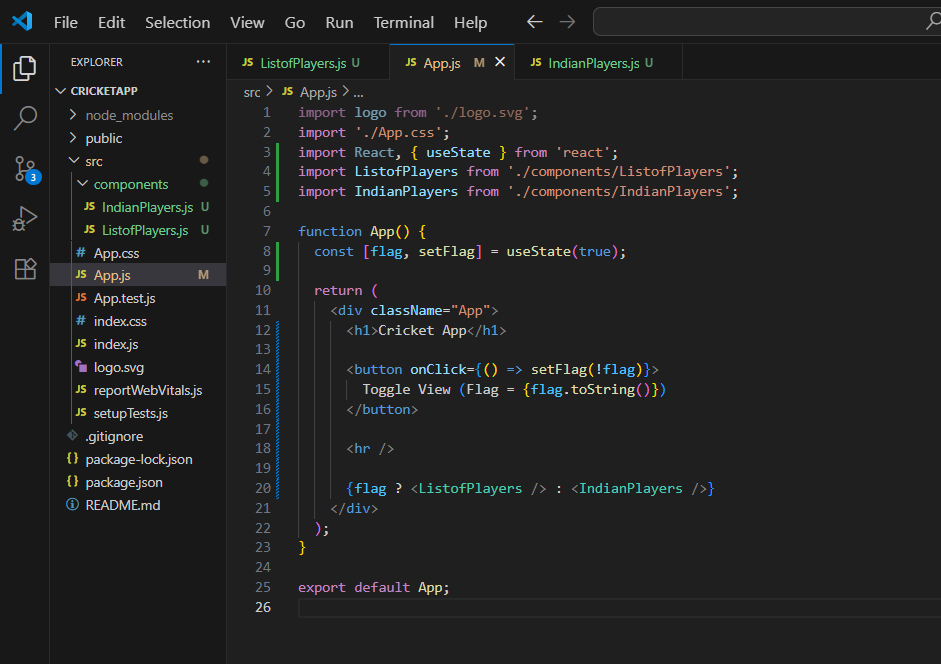 File Edit Selection View Go Run Terminal Help
EXPLORER ...
CRICKETAPP
node_modules
public
src
components
JS IndianPlayers.js U
JS ListofPlayers.js U
# App.css
JS App.js M
JS App.test.js
# index.css
JS index.js
logo.svg
JS reportWebVitals.js
JS setupTests.js
.gitignore
{} package-lock.json
{} package.json
README.md
3
JS ListofPlayers.js U JS App.js M JS IndianPlayers.js U
src > JS App.js > ...
1 import logo from './logo.svg';
2 import './App.css';
3 import React, { useState } from 'react';
4 import ListofPlayers from './components/ListofPlayers';
5 import IndianPlayers from './components/IndianPlayers';
6
7 function App() {
8 const [flag, setFlag] = useState(true);
9
10 return (
11 <div className="App">
12 <h1>Cricket App</h1>
13
14 <button onClick={() => setFlag(!flag)}>
15 Toggle View (Flag = {flag.toString()})
16 </button>
17
18 <hr />
19
20 {flag ? <ListofPlayers /> : <IndianPlayers />}
21 </div>
22 );
23 }
24
25 export default App;
26